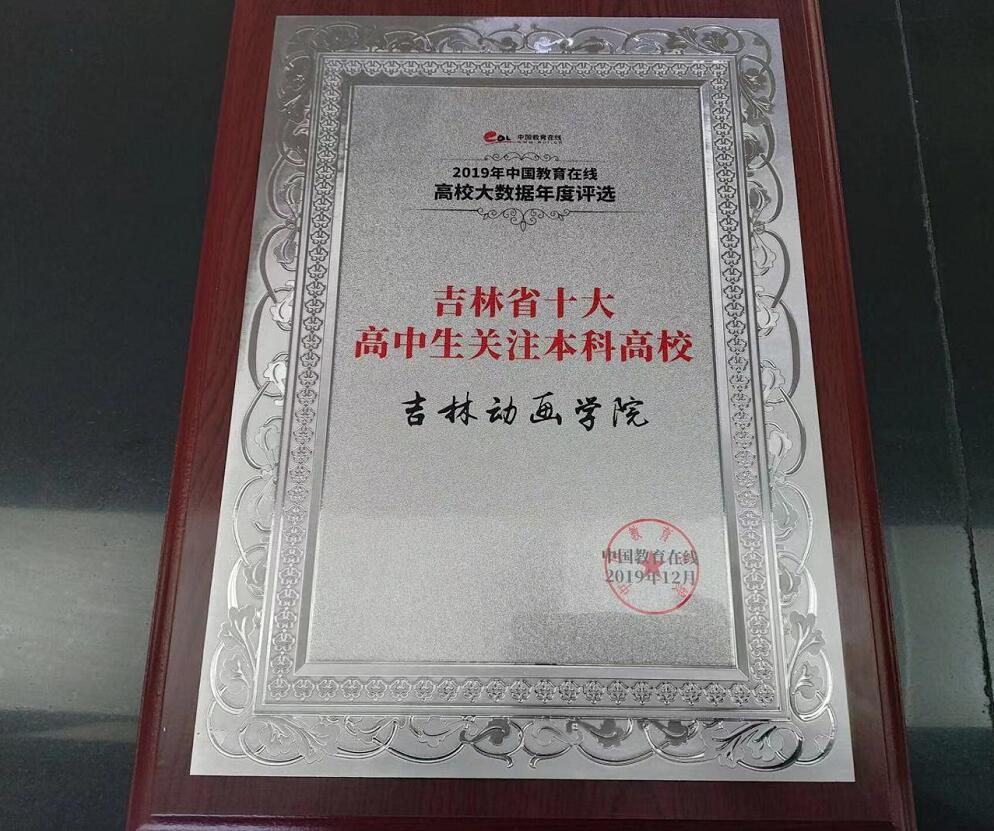 eOL 中国教育在线
2019年中国教育在线
高校大数据年度评选
吉林省十大
高中生关注本科高校
吉林动画学院
中国教育在线
2019年12月